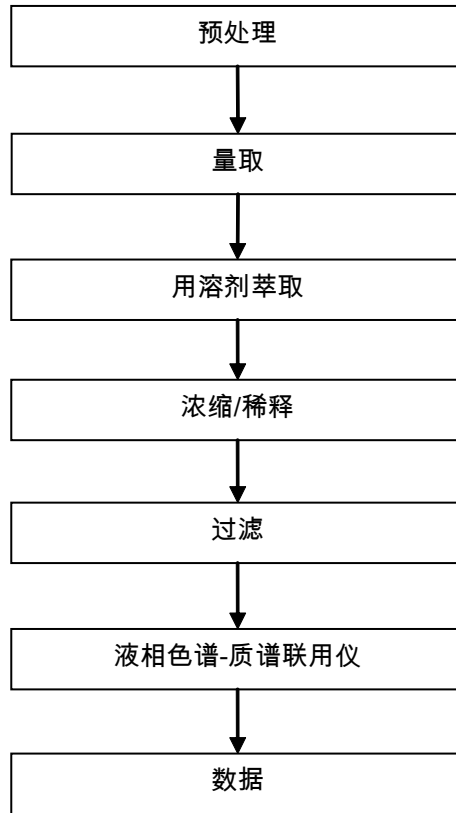 预处理
量取
用溶剂萃取
浓缩/稀释
过滤
液相色谱-质谱联用仪
数据